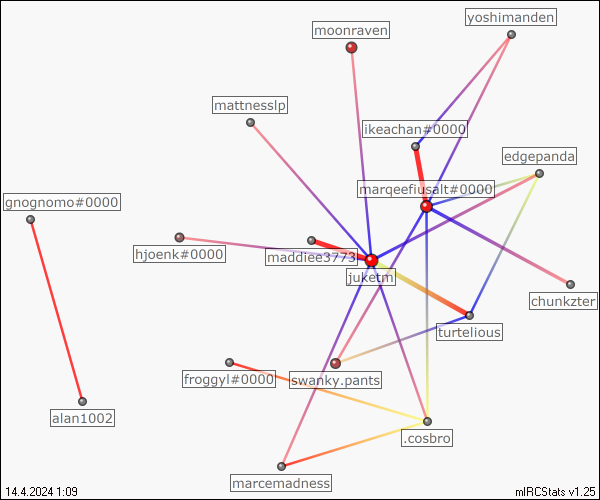 yoshimanden
moonraven
mattnesslp
ikeachan#0000
edgepanda
marqeefiusalt#0000
gnognomo#0000
hjoenk#0000
maddiee3773
juketm
chunkzter
turtelious
froggyl#0000
swanky.pants
alan1002
.cosbro
marcemadness
14.4.2024 1:09
mIRCStats v1.25